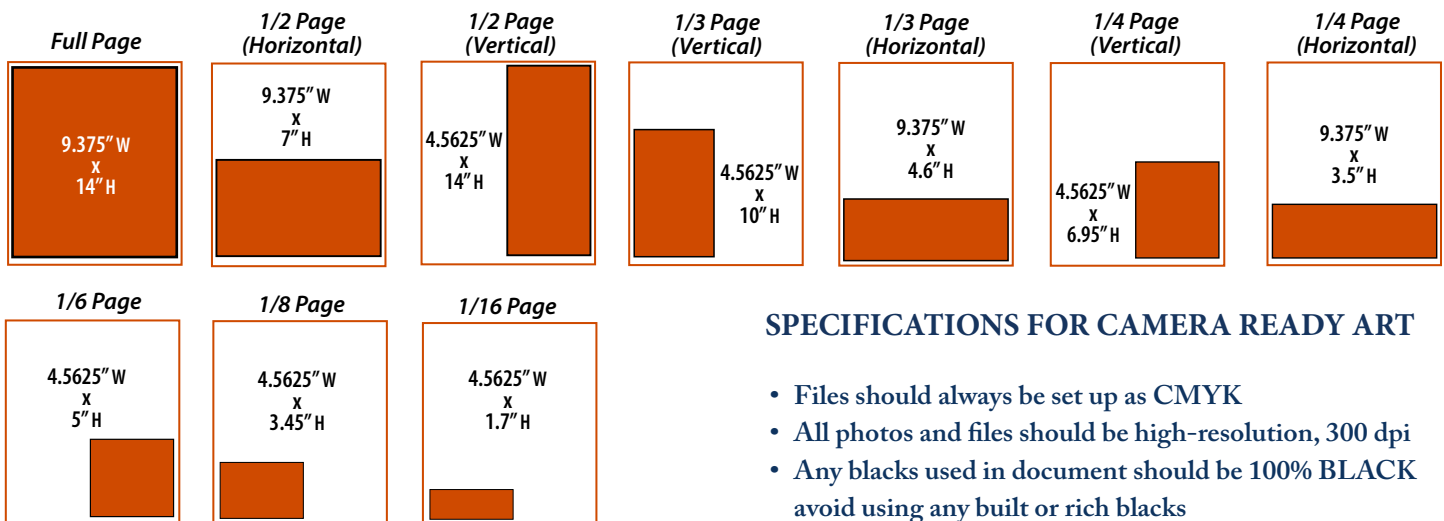 Full Page
9.375" W
x
14" H
1/2 Page
(Horizontal)
9.375" W
x
7" H
1/2 Page
(Vertical)
4.5625" W
x
14" H
1/3 Page
(Vertical)
4.5625" W
x
10" H
1/3 Page
(Horizontal)
9.375" W
x
4.6" H
1/4 Page
(Vertical)
4.5625" W
x
6.95" H
1/4 Page
(Horizontal)
9.375" W
x
3.5" H
1/6 Page
4.5625" W
x
5" H
1/8 Page
4.5625" W
x
3.45" H
1/16 Page
4.5625" W
x
1.7" H
SPECIFICATIONS FOR CAMERA READY ART
• Files should always be set up as CMYK
• All photos and files should be high-resolution, 300 dpi
• Any blacks used in document should be 100% BLACK
avoid using any built or rich blacks